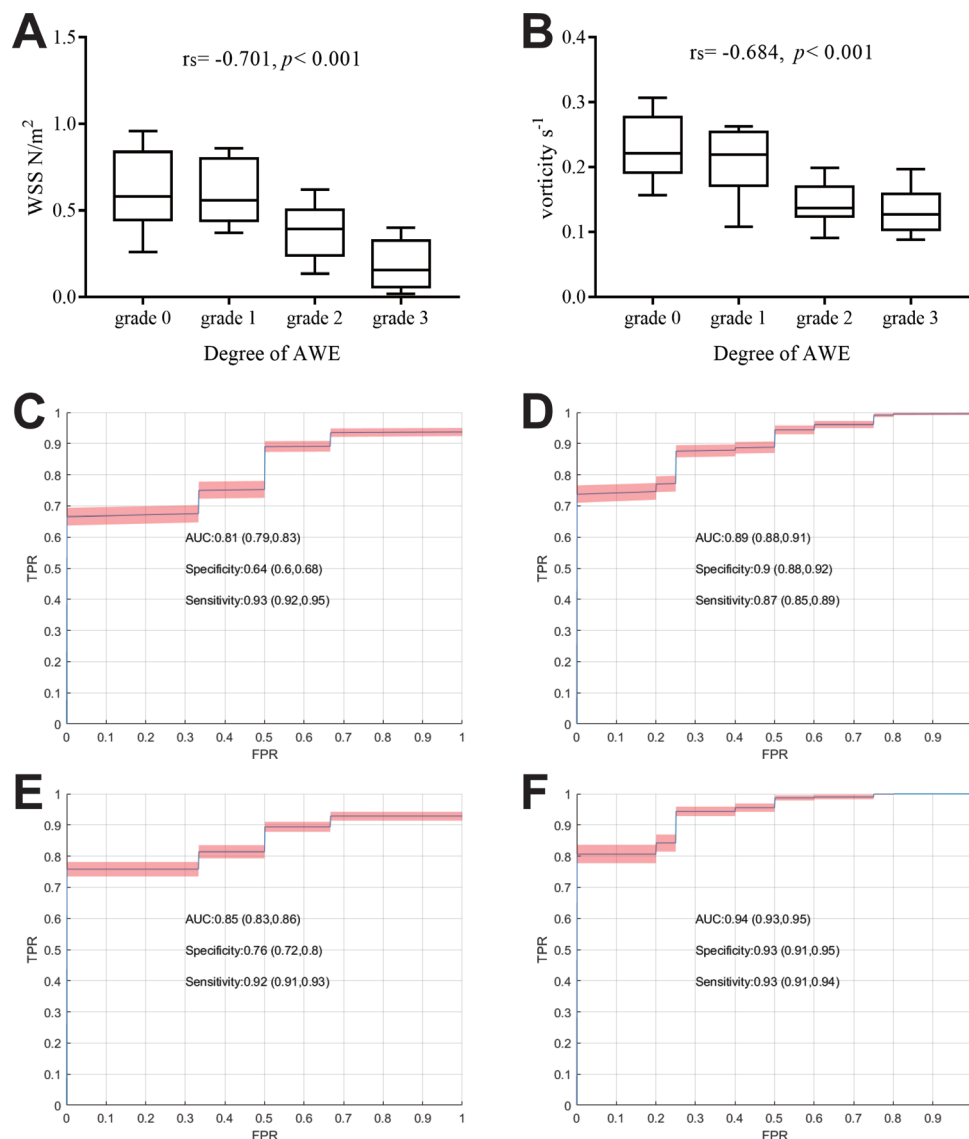 A
rs= -0.701, p< 0.001
WSS N/m²
1.5
1.0
0.5
0.0
grade 0 grade 1 grade 2 grade 3
Degree of AWE
B
rs= -0.684, p< 0.001
vorticity s⁻¹
0.4
0.3
0.2
0.1
0.0
grade 0 grade 1 grade 2 grade 3
Degree of AWE
C
TPR
1
0.9
0.8
0.7
0.6
0.5
0.4
0.3
0.2
0.1
0
AUC:0.81 (0.79,0.83)
Specificity:0.64 (0.6,0.68)
Sensitivity:0.93 (0.92,0.95)
0 0.1 0.2 0.3 0.4 0.5 0.6 0.7 0.8 0.9 1
FPR
D
TPR
1
0.9
0.8
0.7
0.6
0.5
0.4
0.3
0.2
0.1
0
AUC:0.89 (0.88,0.91)
Specificity:0.9 (0.88,0.92)
Sensitivity:0.87 (0.85,0.89)
0 0.1 0.2 0.3 0.4 0.5 0.6 0.7 0.8 0.9
FPR
E
TPR
1
0.9
0.8
0.7
0.6
0.5
0.4
0.3
0.2
0.1
0
AUC:0.85 (0.83,0.86)
Specificity:0.76 (0.72,0.8)
Sensitivity:0.92 (0.91,0.93)
0 0.1 0.2 0.3 0.4 0.5 0.6 0.7 0.8 0.9 1
FPR
F
TPR
1
0.9
0.8
0.7
0.6
0.5
0.4
0.3
0.2
0.1
0
AUC:0.94 (0.93,0.95)
Specificity:0.93 (0.91,0.95)
Sensitivity:0.93 (0.91,0.94)
0 0.1 0.2 0.3 0.4 0.5 0.6 0.7 0.8 0.9
FPR